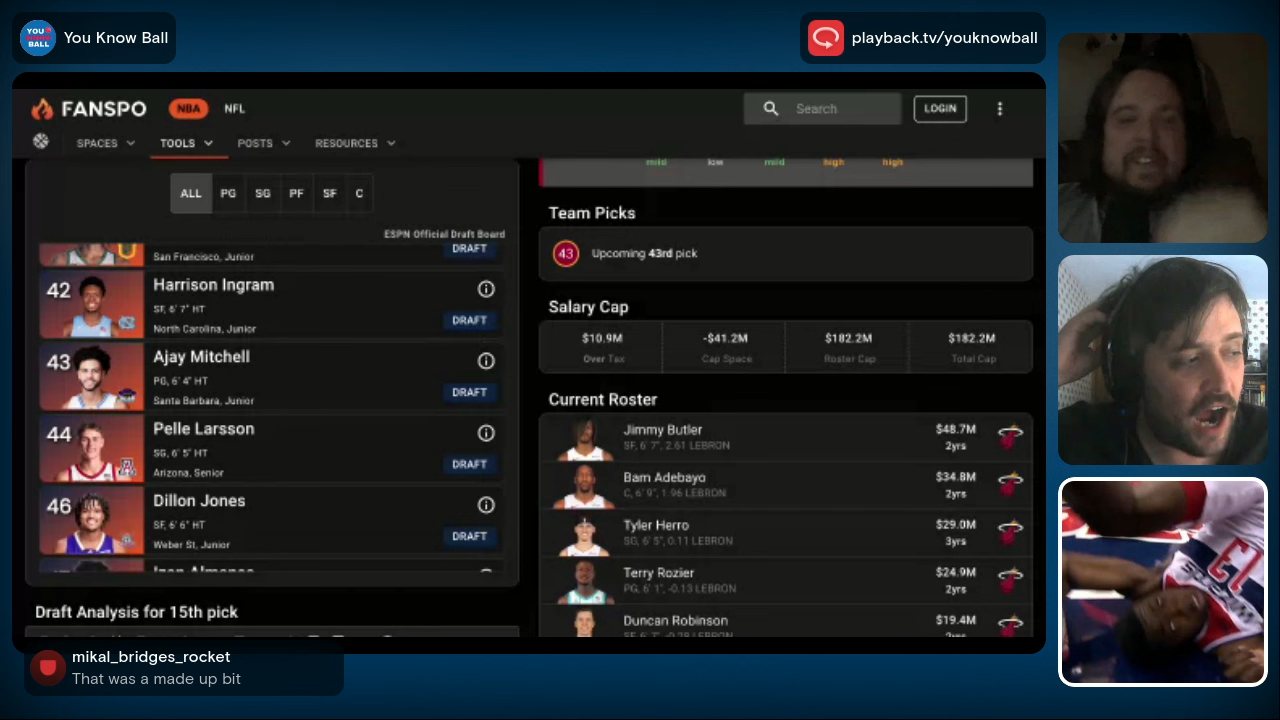 YOU KNOW BALL
You Know Ball
playback.tv/youknowball
FANSPO
NBA
NFL
Search
LOGIN
SPACES
TOOLS
POSTS
RESOURCES
ALL
PG
SG
PF
SF
C
ESPN Official Draft Board
San Francisco, Junior
DRAFT
42
Harrison Ingram
SF, 6' 7" HT
North Carolina, Junior
DRAFT
43
Ajay Mitchell
PG, 6' 4" HT
Santa Barbara, Junior
DRAFT
44
Pelle Larsson
SG, 6' 5" HT
Arizona, Senior
DRAFT
46
Dillon Jones
SF, 6' 6" HT
Weber St, Junior
DRAFT
Draft Analysis for 15th pick
mild
low
mild
high
high
Team Picks
43
Upcoming 43rd pick
Salary Cap
$10.9M
Over Tax
-$41.2M
Cap Space
$182.2M
Roster Cap
$182.2M
Total Cap
Current Roster
Jimmy Butler
SF, 6' 7", 2.61 LEBRON
$48.7M
2yrs
Bam Adebayo
C, 6' 9", 1.96 LEBRON
$34.8M
2yrs
Tyler Herro
SG, 6' 5", 0.11 LEBRON
$29.0M
3yrs
Terry Rozier
PG, 6' 1", -0.13 LEBRON
$24.9M
2yrs
Duncan Robinson
$19.4M
mikal_bridges_rocket
That was a made up bit
13